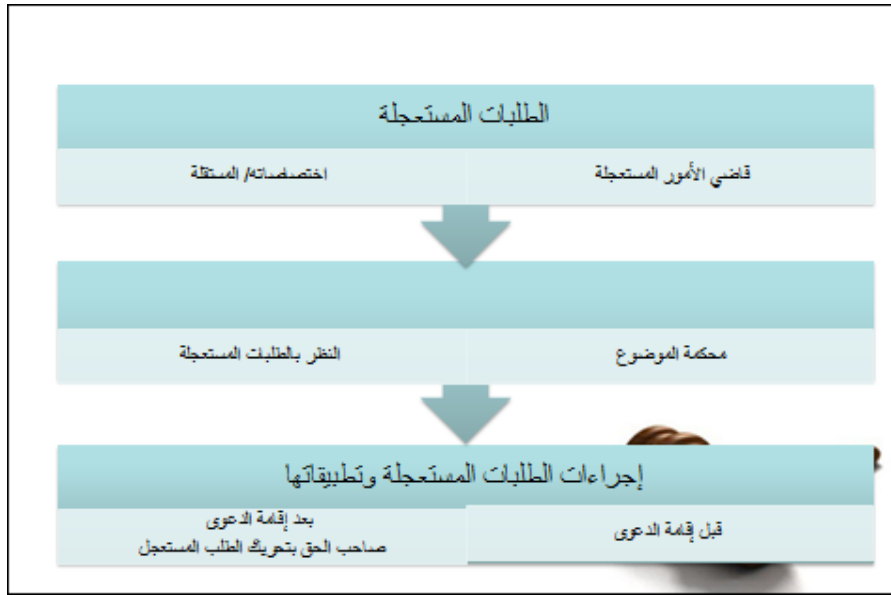 الطلبات المستعجلة
قاضي الأمور المستعجلة
اختصاصاته/ المستقلة
محكمة الموضوع
النظر بالطلبات المستعجلة
إجراءات الطلبات المستعجلة وتطبيقاتها
قبل إقامة الدعوى
بعد إقامة الدعوى
صاحب الحق بتحريك الطلب المستعجل